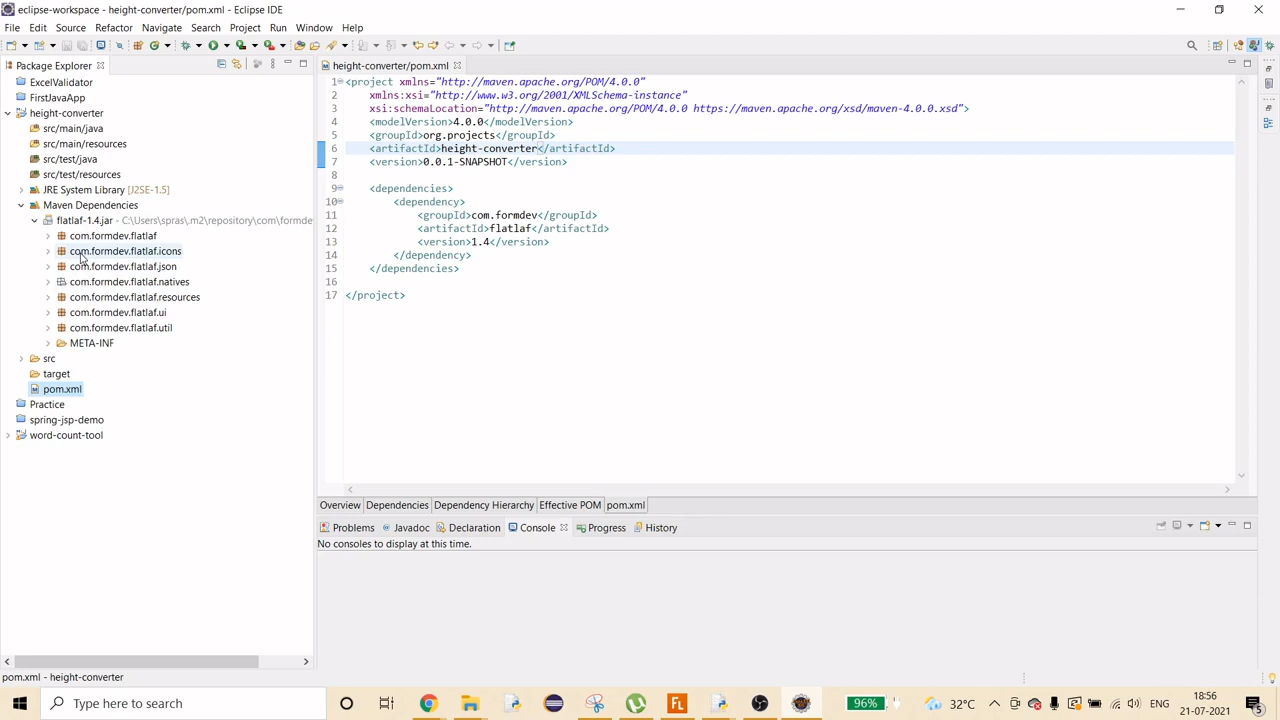 eclipse-workspace - height-converter/pom.xml - Eclipse IDE
File Edit Source Refactor Navigate Search Project Run Window Help
Package Explorer
ExcelValidator
FirstJavaApp
height-converter
src/main/java
src/main/resources
src/test/java
src/test/resources
JRE System Library [J2SE-1.5]
Maven Dependencies
flatlaf-1.4.jar - C:\Users\spras\.m2\repository\com\formde
com.formdev.flatlaf
com.formdev.flatlaf.icons
com.formdev.flatlaf.json
com.formdev.flatlaf.natives
com.formdev.flatlaf.resources
com.formdev.flatlaf.ui
com.formdev.flatlaf.util
META-INF
src
target
pom.xml
Practice
spring-jsp-demo
word-count-tool
height-converter/pom.xml
1 <project xmlns="http://maven.apache.org/POM/4.0.0"
2 xmlns:xsi="http://www.w3.org/2001/XMLSchema-instance"
3 xsi:schemaLocation="http://maven.apache.org/POM/4.0.0 https://maven.apache.org/xsd/maven-4.0.0.xsd">
4 <modelVersion>4.0.0</modelVersion>
5 <groupId>org.projects</groupId>
6 <artifactId>height-converter</artifactId>
7 <version>0.0.1-SNAPSHOT</version>
8
9 <dependencies>
10 <dependency>
11 <groupId>com.formdev</groupId>
12 <artifactId>flatlaf</artifactId>
13 <version>1.4</version>
14 </dependency>
15 </dependencies>
16
17 </project>
Overview Dependencies Dependency Hierarchy Effective POM pom.xml
Problems Javadoc Declaration Console Progress History
No consoles to display at this time.
pom.xml - height-converter
Type here to search
FL
96%
32°C
ENG
18:56
21-07-2021
5